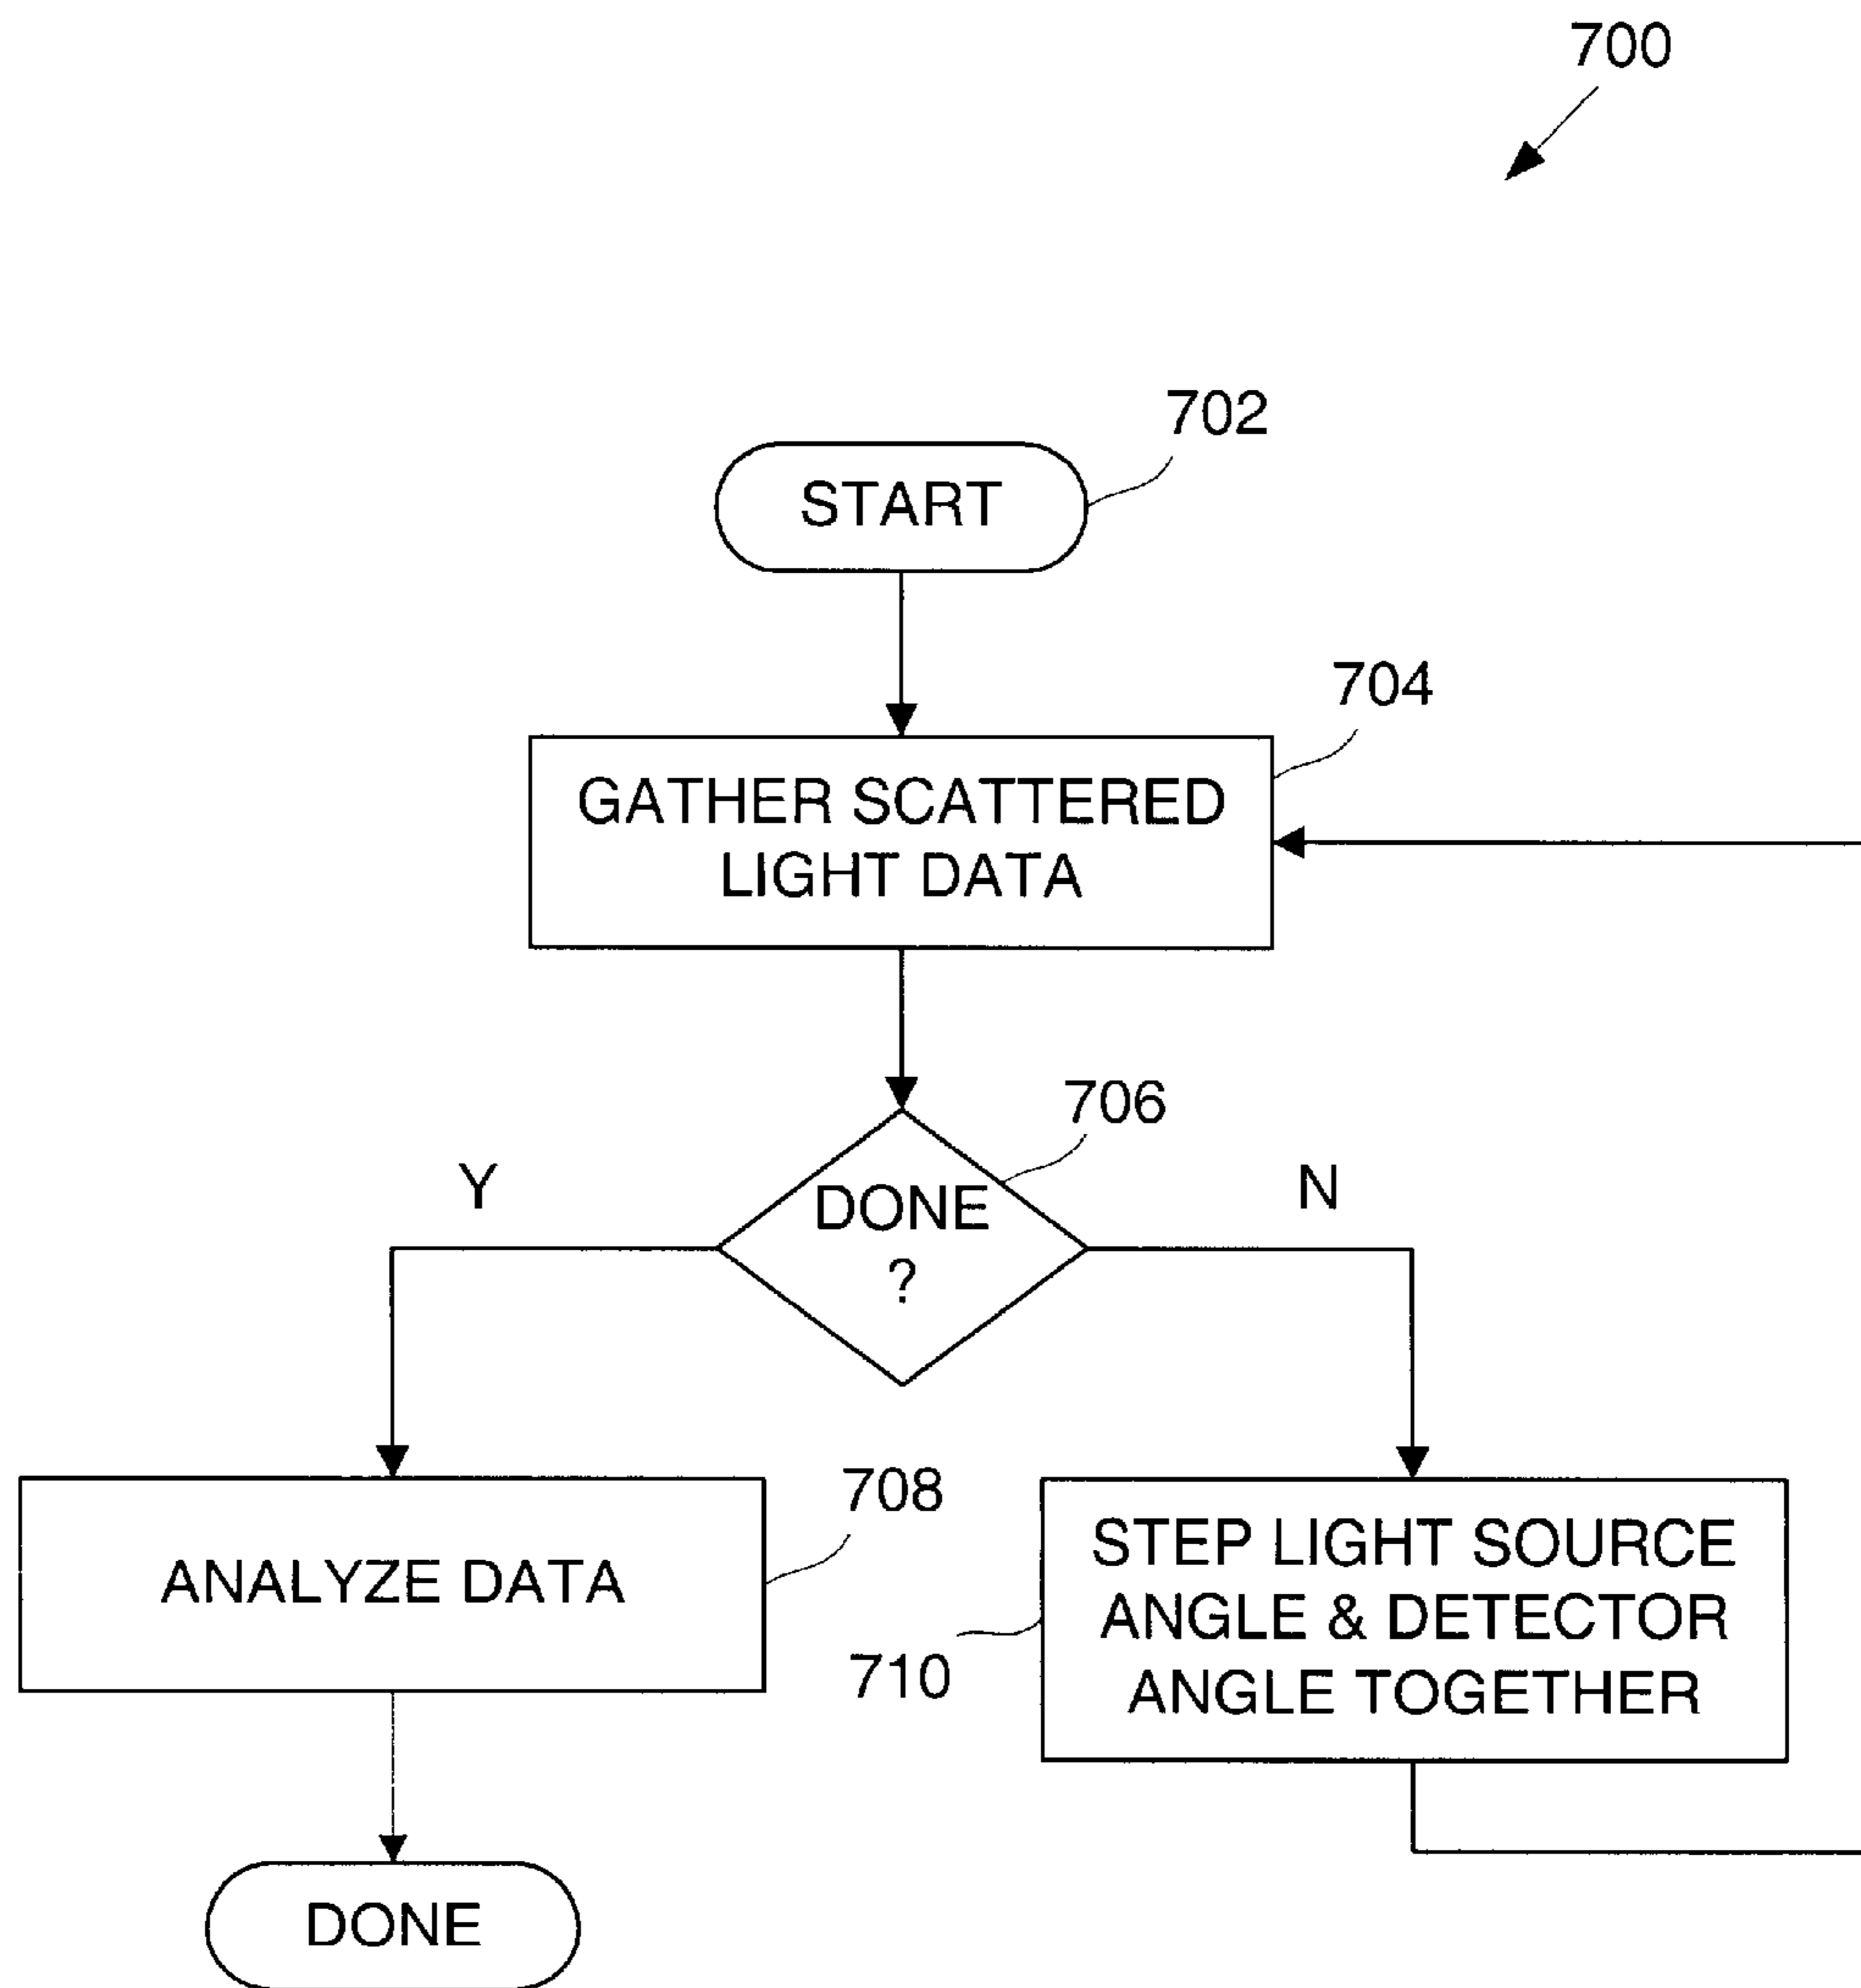 700
702
START
704
GATHER SCATTERED
LIGHT DATA
706
Y
DONE
?
N
708
ANALYZE DATA
STEP LIGHT SOURCE
ANGLE & DETECTOR
ANGLE TOGETHER
710
DONE